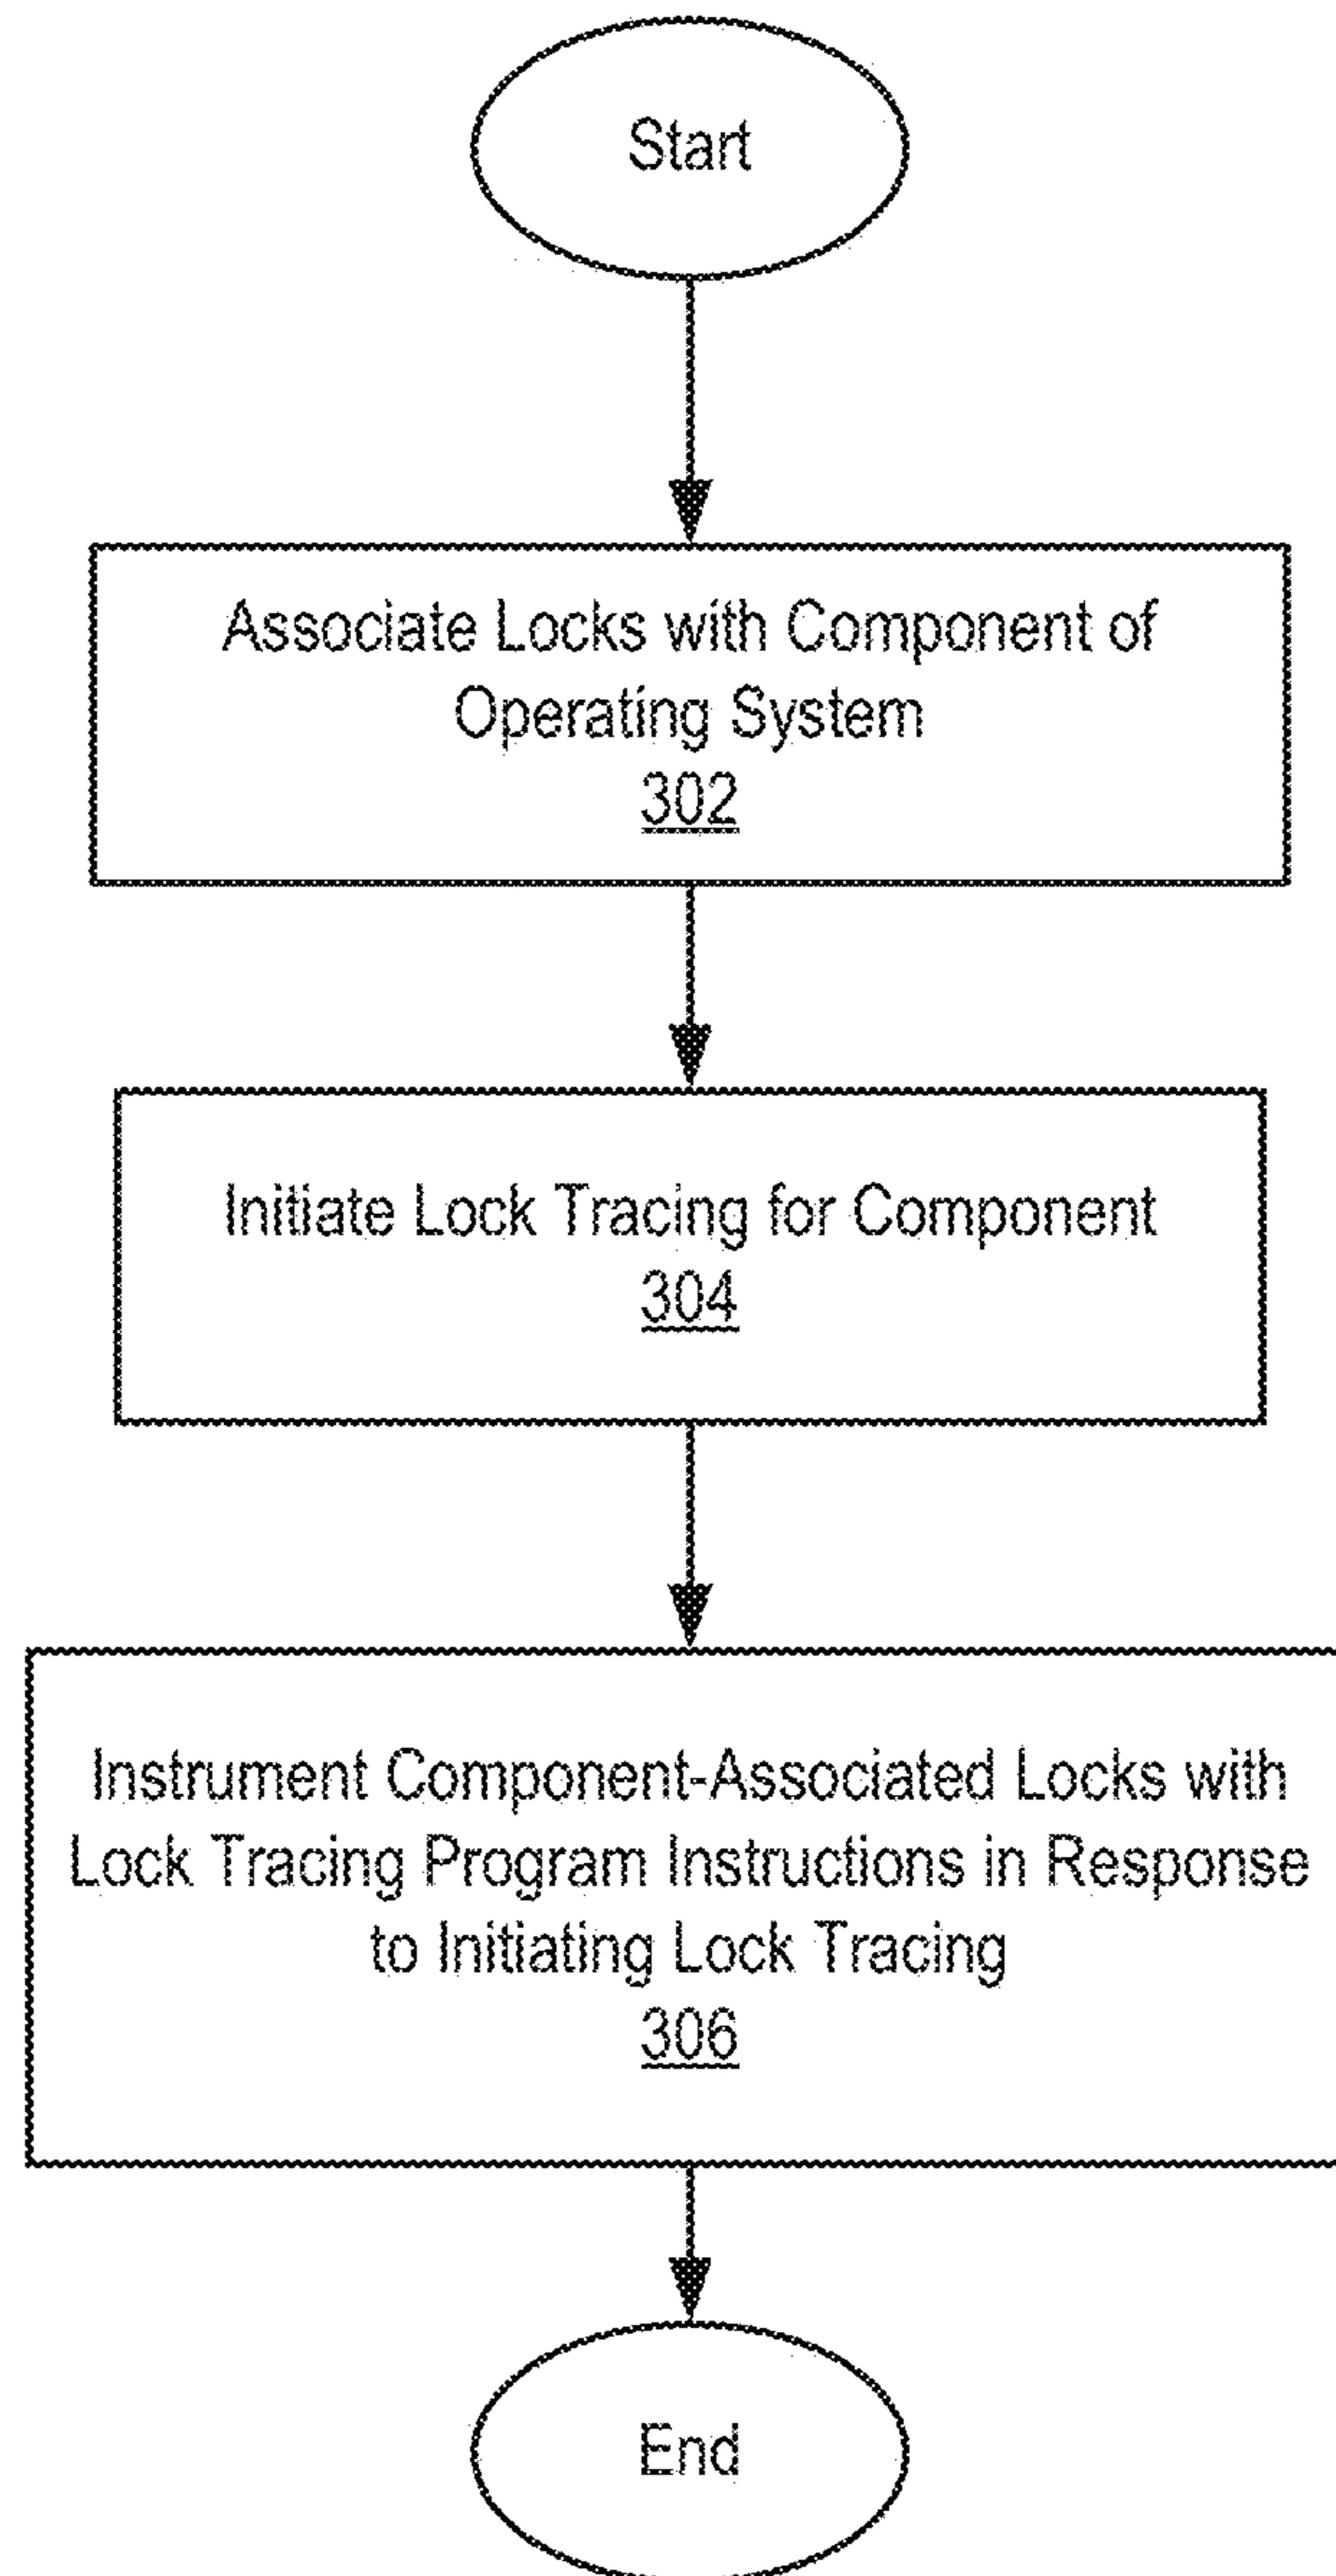 Start
Associate Locks with Component of
Operating System
302
Initiate Lock Tracing for Component
304
Instrument Component-Associated Locks with
Lock Tracing Program Instructions in Response
to Initiating Lock Tracing
306
End